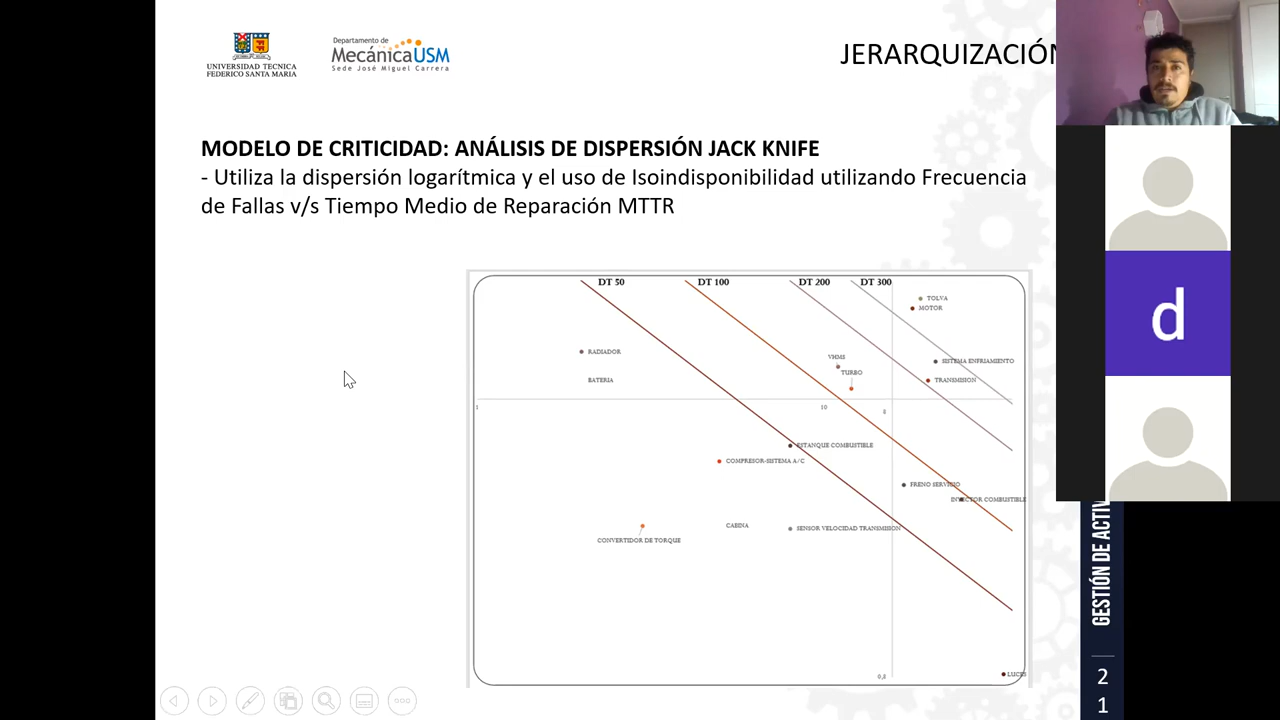 UNIVERSIDAD TECNICA
FEDERICO SANTA MARIA
Departamento de
MecánicaUSM
Sede José Miguel Carrera
JERARQUIZACIÓN
MODELO DE CRITICIDAD: ANÁLISIS DE DISPERSIÓN JACK KNIFE
- Utiliza la dispersión logarítmica y el uso de Isoindisponibilidad utilizando Frecuencia
de Fallas v/s Tiempo Medio de Reparación MTTR
DT 50
DT 100
DT 200
DT 300
TOLVA
MOTOR
RADIADOR
VHMS
SISTEMA ENFRIAMIENTO
TURBO
BATERIA
TRANSMISION
1
10
4
ESTANQUE COMBUSTIBLE
COMPRESOR-SISTEMA A/C
FRENO SERVICIO
INYECTOR COMBUSTIBLE
CABINA
SENSOR VELOCIDAD TRANSMISION
CONVERTIDOR DE TORQUE
LUCES
d
GESTIÓN DE ACTIV
2
1